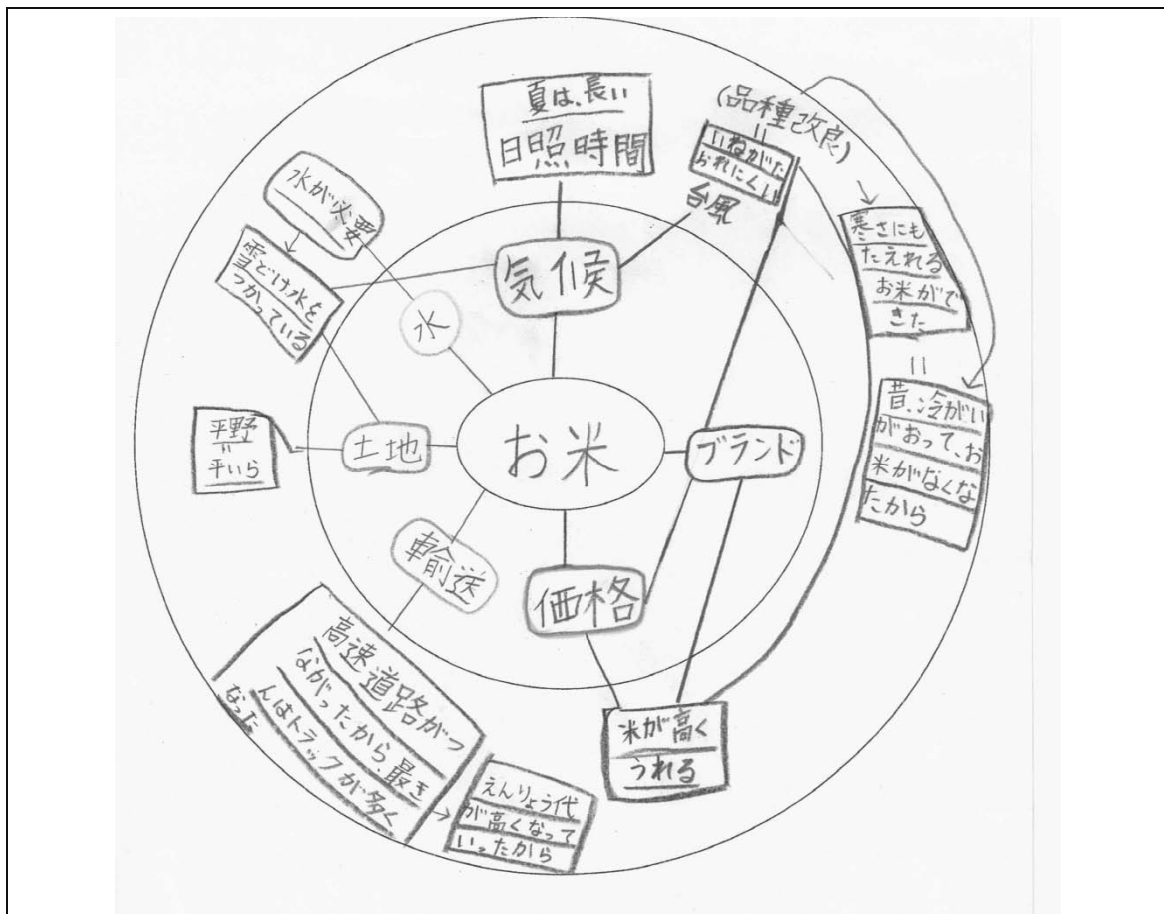 夏は、長い
日照時間
(品種改良)
||
いねがた
おれにくい
台風
水が必要
↓
雪どけ水を
つかっている
気候
水
↓
寒さにも
たえれる
お米がで
きた
||
昔、冷がい
がおって、お
米がなくな
たから
平野
||
平いら
土地
お米
ブランド
輸送
価格
高速道路がつ
ながったから、最き
んはトラックが多く
なった
→
えんりょう代
が高くなって
いったから
米が高く
うれる